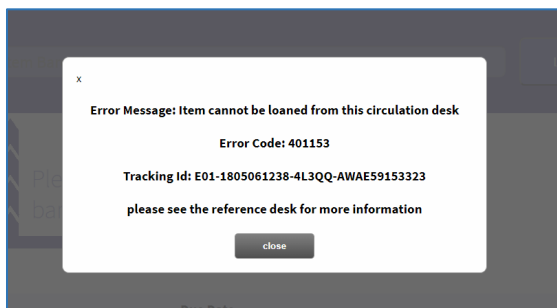 x
Error Message: Item cannot be loaned from this circulation desk
Error Code: 401153
Tracking Id: E01-1805061238-4L3QQ-AWAE59153323
please see the reference desk for more information
close